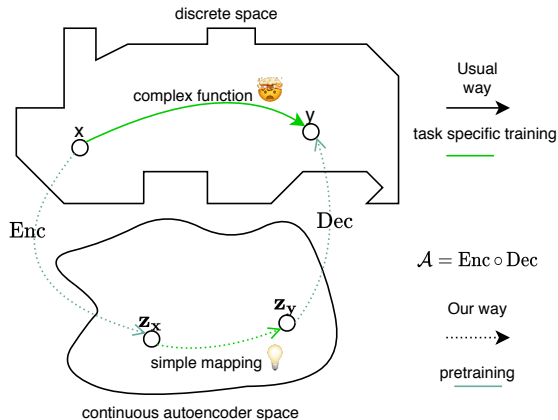 discrete space
complex function
x
y
Usual
way
task specific training
Enc
Dec
𝒜 = Enc ∘ Dec
z_x
z_y
simple mapping
Our way
pretraining
continuous autoencoder space